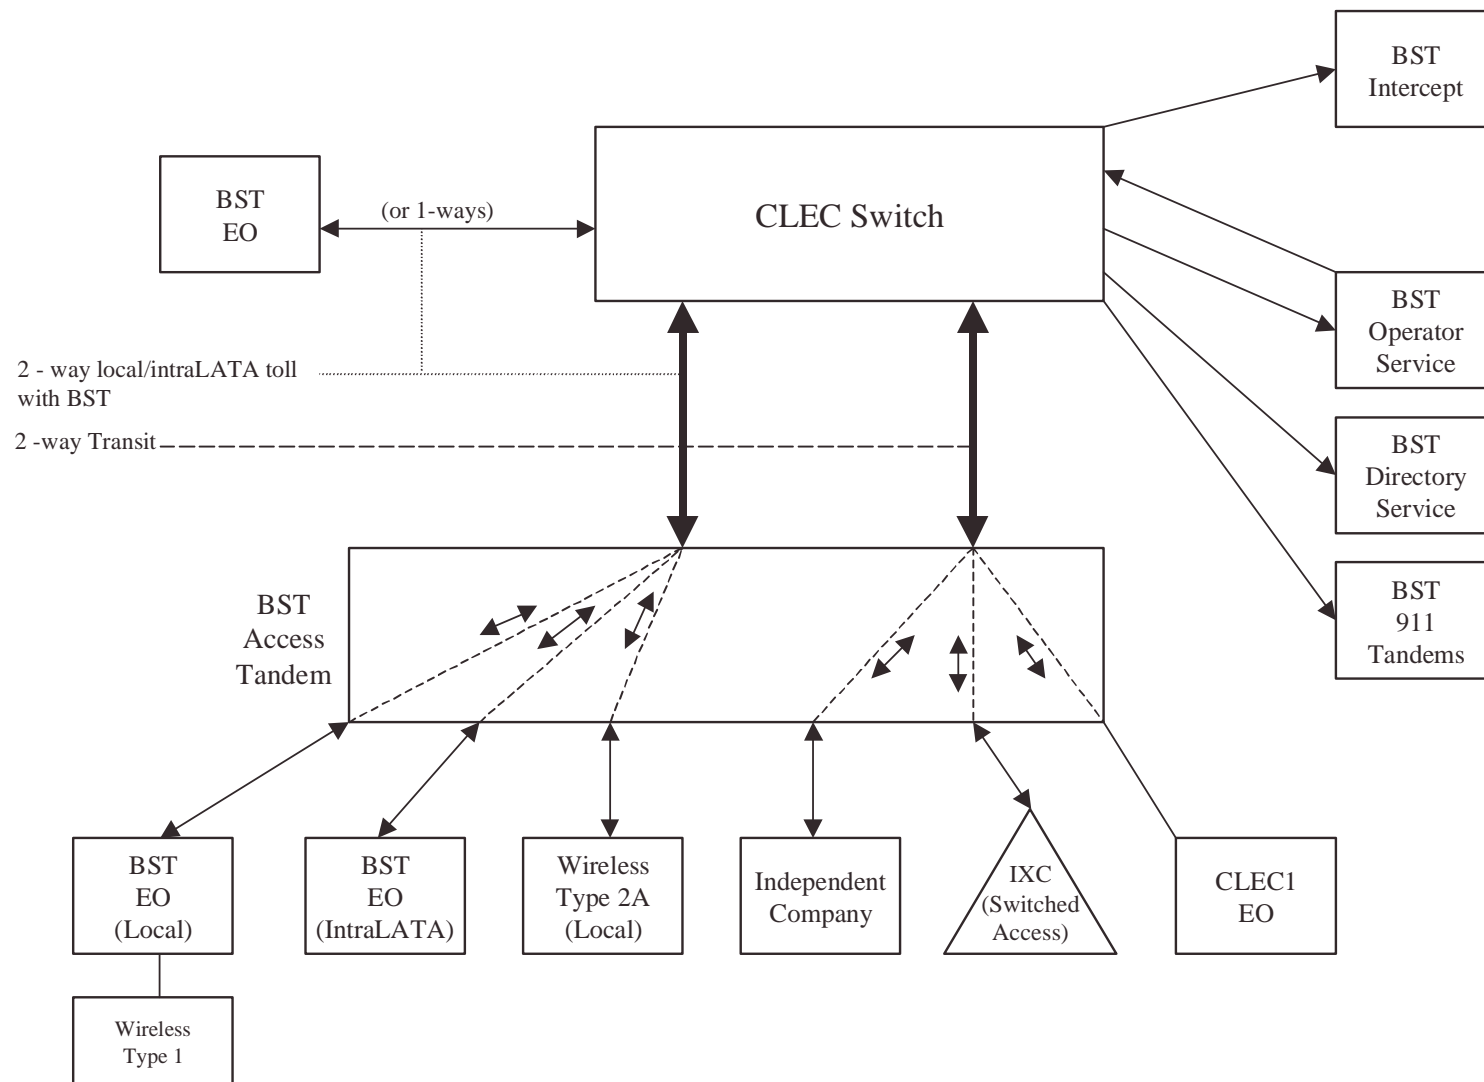 BST
Intercept
BST
EO
(or 1-ways)
CLEC Switch
BST
Operator
Service
2 - way local/intraLATA toll
with BST
2 -way Transit
BST
Directory
Service
BST
Access
Tandem
BST
911
Tandems
BST
EO
(Local)
BST
EO
(IntraLATA)
Wireless
Type 2A
(Local)
Independent
Company
IXC
(Switched
Access)
CLEC1
EO
Wireless
Type 1